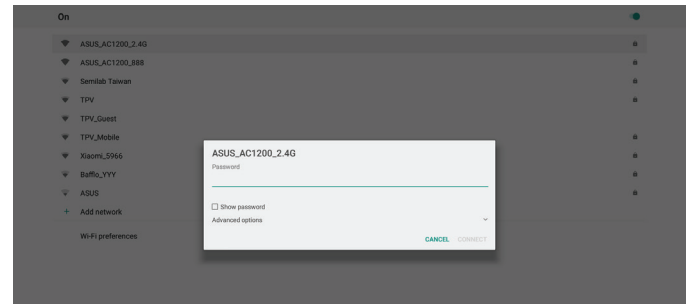 On
ASUS_AC1200_2.4G
ASUS_AC1200_888
Semilab Taiwan
TPV
TPV_Guest
TPV_Mobile
Xiaomi_5966
Baffio_YYY
ASUS
+ Add network
Wi-Fi preferences
ASUS_AC1200_2.4G
Password
Show password
Advanced options
CANCEL CONNECT